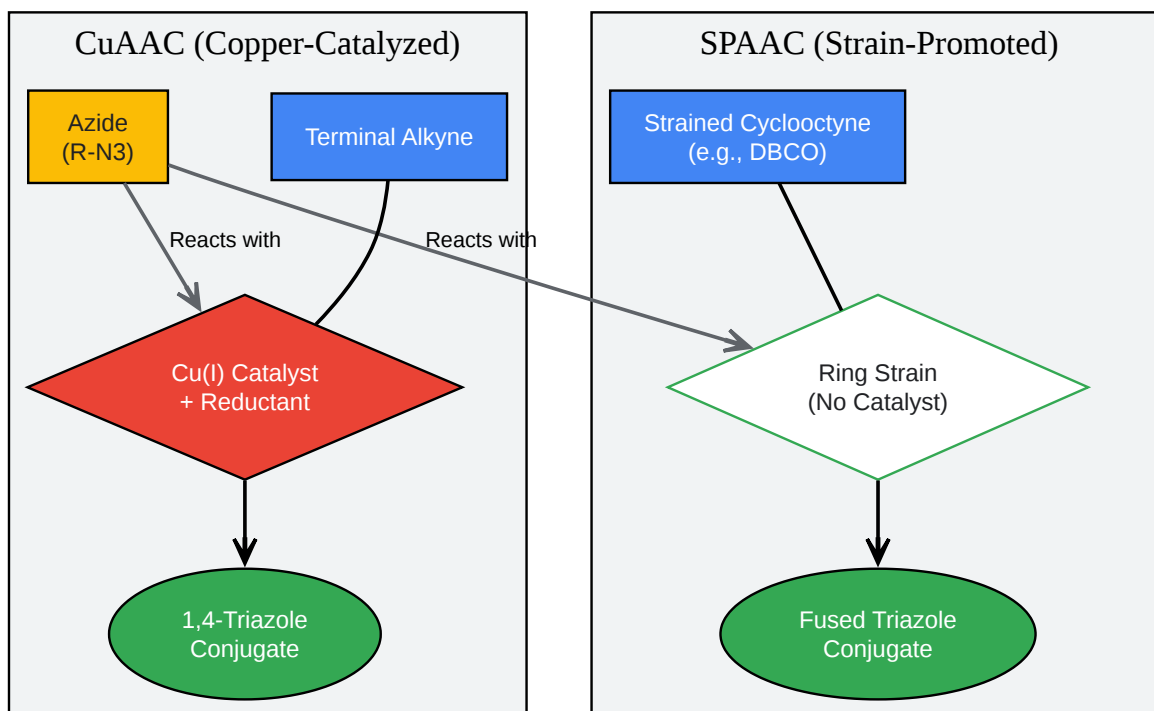 CuAAC (Copper-Catalyzed)
SPAAC (Strain-Promoted)
Azide
(R-N3)
Terminal Alkyne
Strained Cyclooctyne
(e.g., DBCO)
Reacts with
Reacts with
Cu(I) Catalyst
+ Reductant
Ring Strain
(No Catalyst)
1,4-Triazole
Conjugate
Fused Triazole
Conjugate